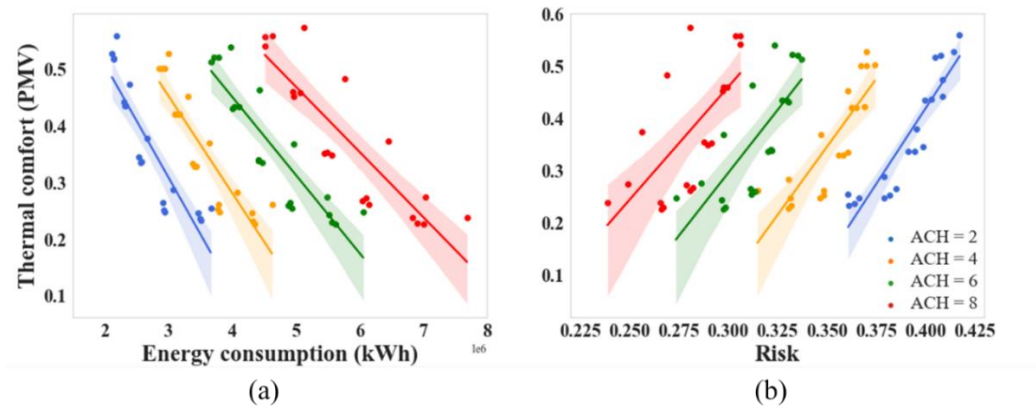 Thermal comfort (PMV)
0.5
0.4
0.3
0.2
0.1
2 3 4 5 6 7 8
1e6
Energy consumption (kWh)
(a)
0.6
0.5
0.4
0.3
0.2
0.1
0.225 0.250 0.275 0.300 0.325 0.350 0.375 0.400 0.425
Risk
ACH = 2
ACH = 4
ACH = 6
ACH = 8
(b)